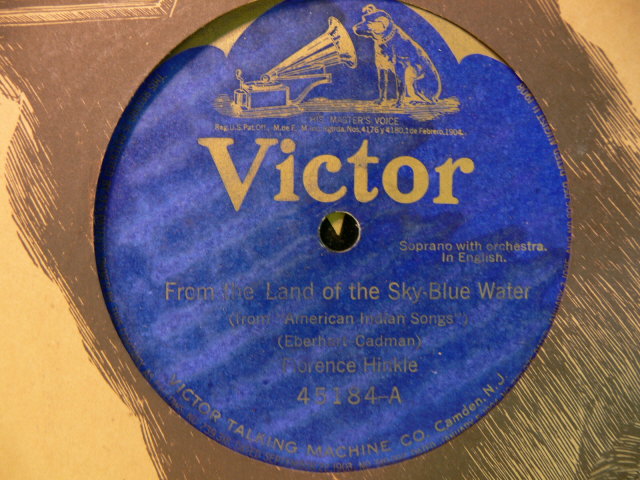 "HIS MASTER'S VOICE"
Reg. U.S. Pat. Off., M. de F. Nos. 4176 y 4180, 1 de Febrero, 1904.
Victor
Soprano with orchestra.
In English.
From the Land of the Sky-Blue Water
(from "American Indian Songs")
(Eberhart-Cadman)
Florence Hinkle
45184-A
VICTOR TALKING MACHINE CO. Camden, N.J.